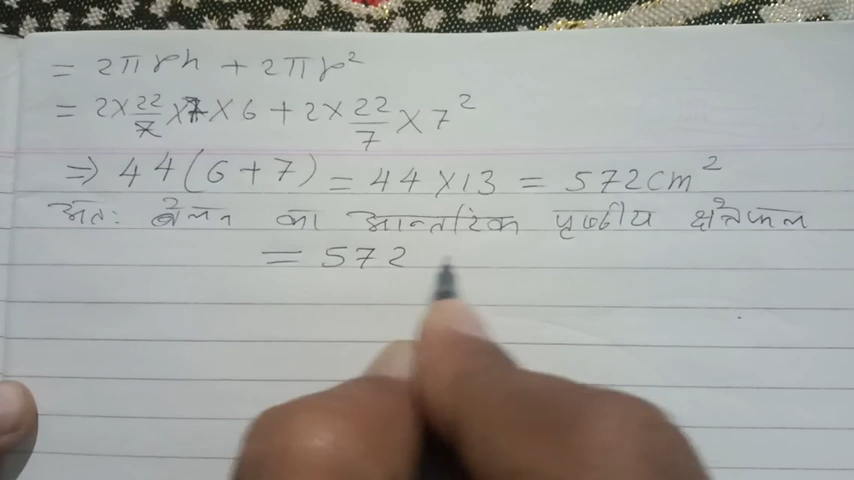 = 2πrh + 2πr²
= 2×22/7×7×6 + 2×22/7×7²
⇒ 44(6+7) = 44×13 = 572cm²
अतः बेलन का आन्तरिक पृष्ठीय क्षेत्रफल
= 572